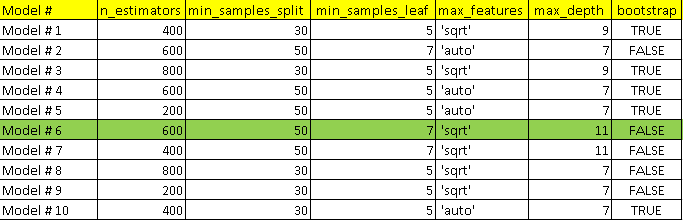 Model # n_estimators min_samples_split min_samples_leaf max_features max_depth bootstrap
Model # 1 400 30 5 'sqrt' 9 TRUE
Model # 2 600 50 7 'auto' 7 FALSE
Model # 3 800 30 5 'sqrt' 9 TRUE
Model # 4 600 50 5 'auto' 7 TRUE
Model # 5 200 50 5 'auto' 7 TRUE
Model # 6 600 50 7 'sqrt' 11 FALSE
Model # 7 400 50 7 'sqrt' 11 FALSE
Model # 8 800 30 5 'sqrt' 7 FALSE
Model # 9 200 30 5 'sqrt' 7 FALSE
Model # 10 400 30 5 'auto' 7 TRUE